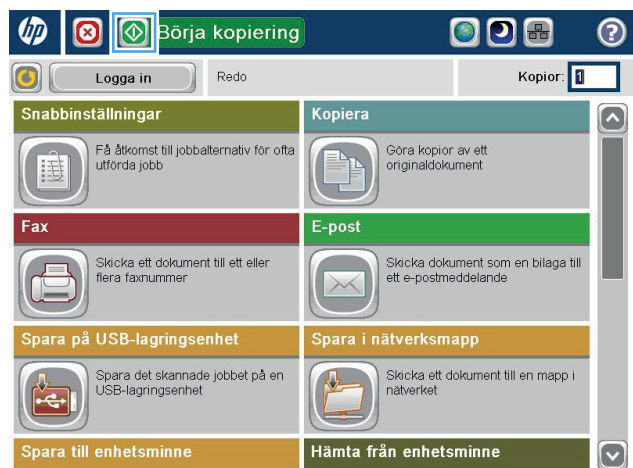 hp
Börja kopiering
?
Logga in
Redo
Kopior: 1
Snabbinställningar
Få åtkomst till jobbalternativ för ofta
utförda jobb
Kopiera
Göra kopior av ett
originaldokument
Fax
Skicka ett dokument till ett eller
flera faxnummer
E-post
Skicka dokument som en bilaga till
ett e-postmeddelande
Spara på USB-lagringsenhet
Spara det skannade jobbet på en
USB-lagringsenhet
Spara i nätverksmapp
Skicka ett dokument till en mapp i
nätverket
Spara till enhetsminne
Hämta från enhetsminne